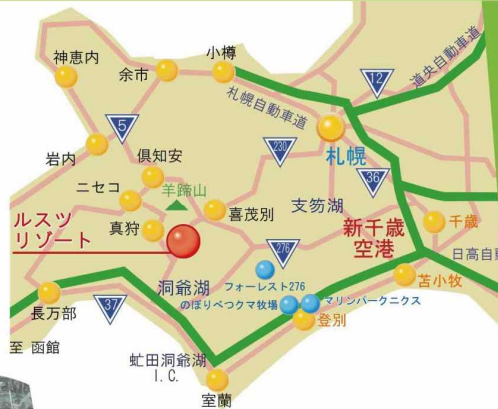 小樽
神恵内
余市
12
道央自動車道
札幌自動車道
5
札幌
岩内
倶知安
230
36
ニセコ
羊蹄山
支笏湖
喜茂別
真狩
ルスツ
リゾート
新千歳
空港
千歳
276
日高自動
洞爺湖
フォーレスト276
苫小牧
のぼりべつクマ牧場
マリンパークニクス
37
長万部
登別
至 函館
虻田洞爺湖
I.C.
室蘭